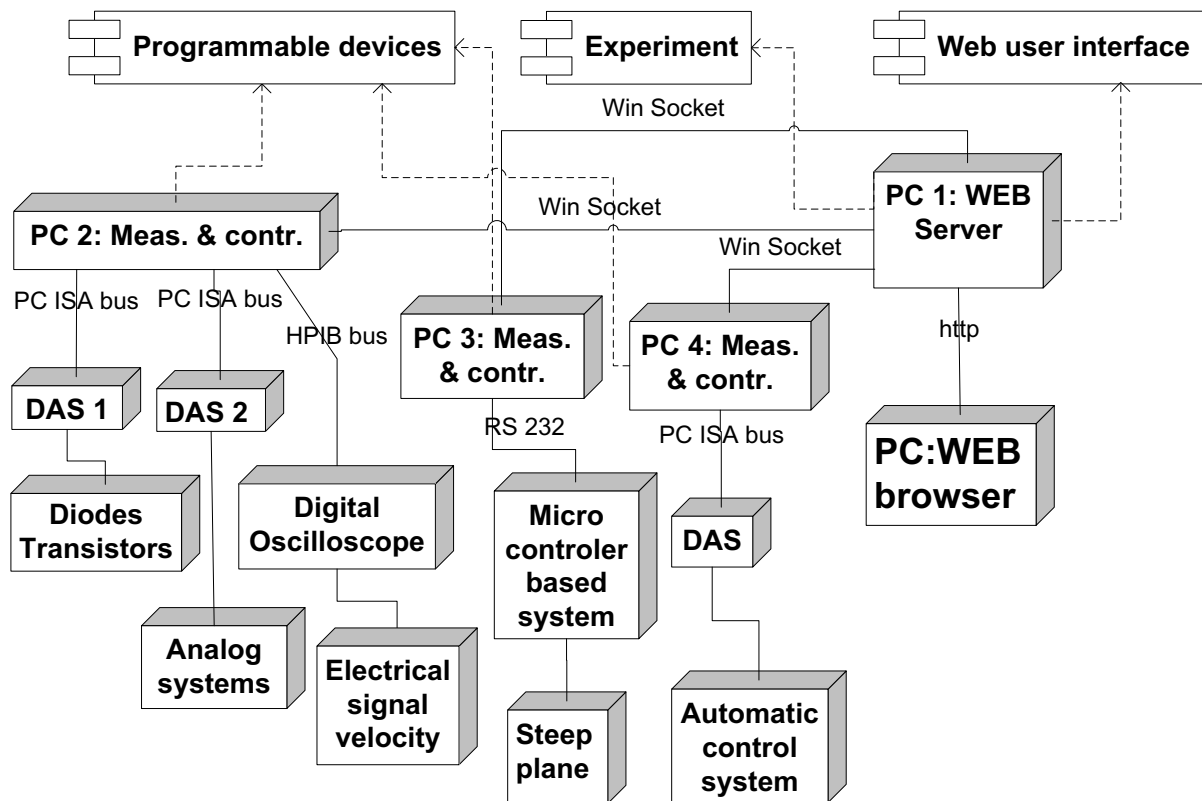 Programmable devices
Experiment
Web user interface
Win Socket
PC 1: WEB
Server
Win Socket
PC 2: Meas. & contr.
Win Socket
PC ISA bus
PC ISA bus
HPIB bus
PC 3: Meas.
& contr.
PC 4: Meas.
& contr.
http
DAS 1
DAS 2
RS 232
PC ISA bus
PC:WEB
browser
Diodes
Transistors
Digital
Oscilloscope
Micro
controler
based
system
DAS
Analog
systems
Electrical
signal
velocity
Steep
plane
Automatic
control
system